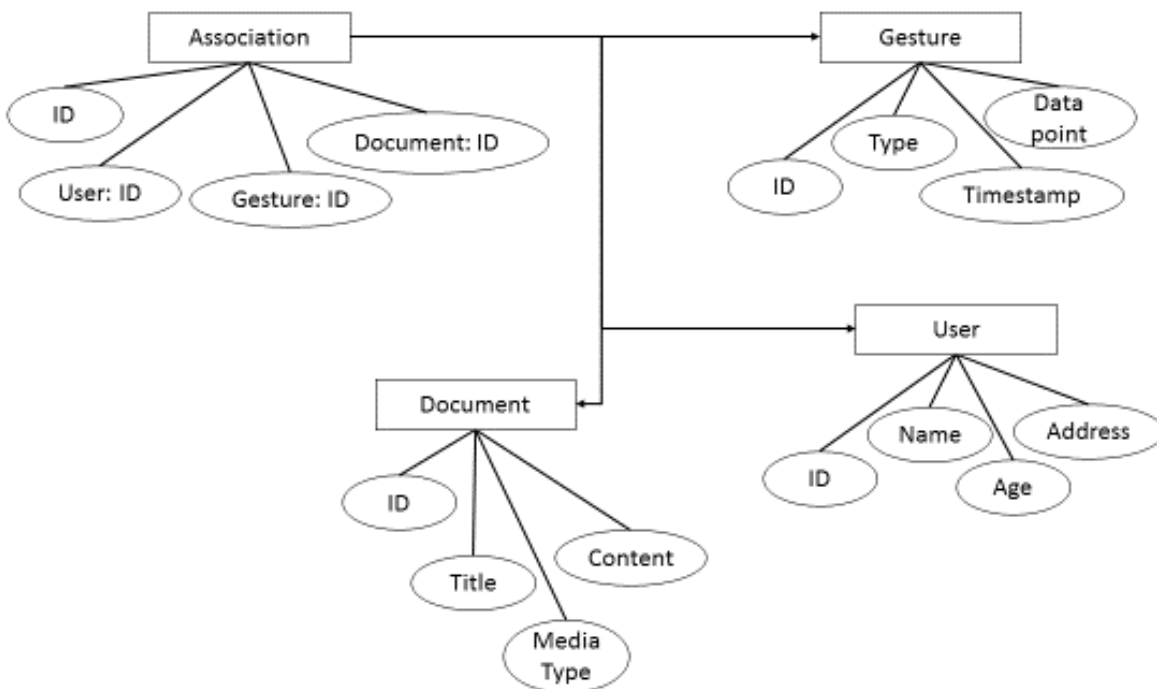 Association
ID
User: ID
Gesture: ID
Document: ID
Gesture
ID
Type
Timestamp
Data
point
User
ID
Name
Age
Address
Document
ID
Title
Media
Type
Content